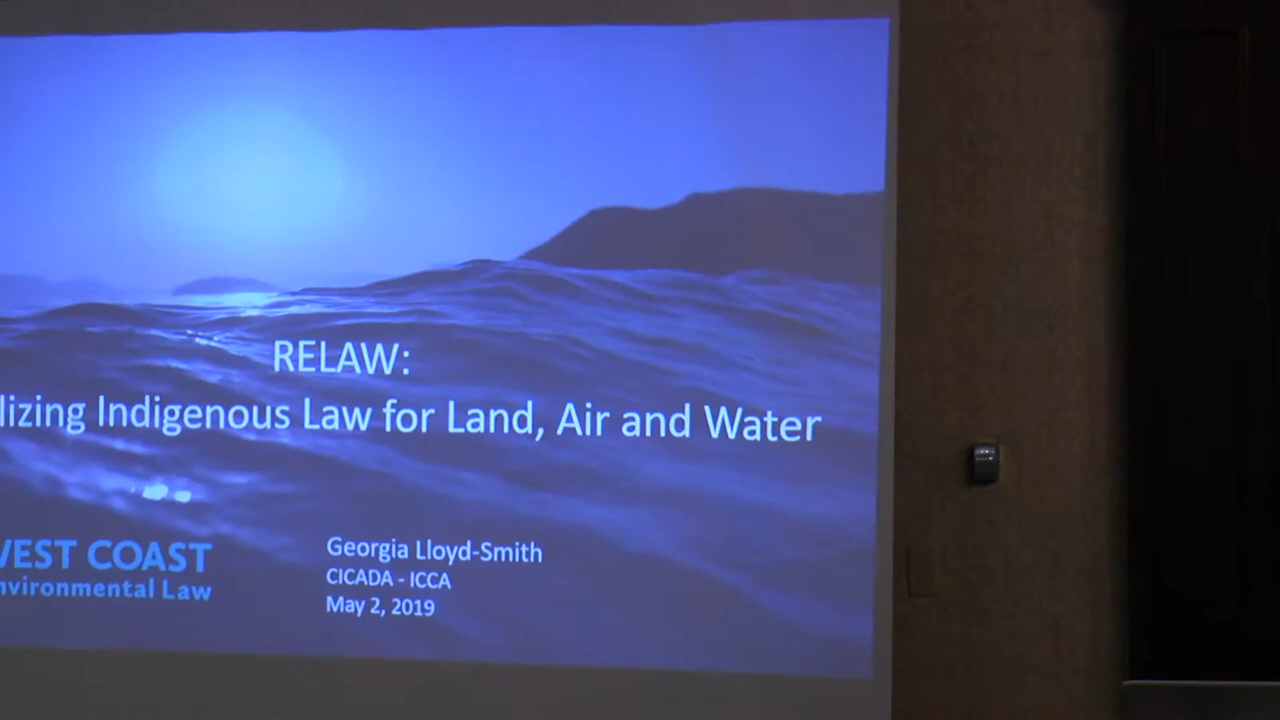 RELAW:
lizing Indigenous Law for Land, Air and Water
WEST COAST
nvironmental Law
Georgia Lloyd-Smith
CICADA - ICCA
May 2, 2019